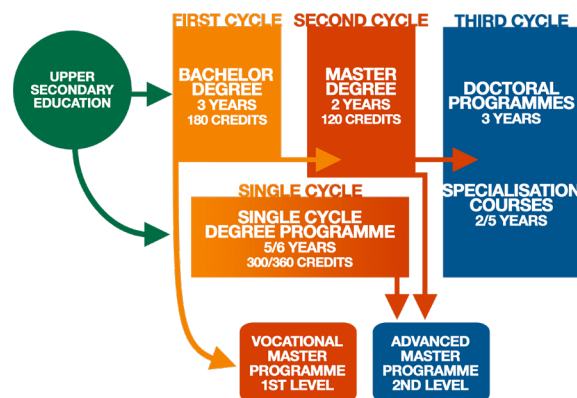 FIRST CYCLE
SECOND CYCLE
THIRD CYCLE
UPPER
SECONDARY
EDUCATION
BACHELOR
DEGREE
3 YEARS
180 CREDITS
MASTER
DEGREE
2 YEARS
120 CREDITS
DOCTORAL
PROGRAMMES
3 YEARS
SPECIALISATION
COURSES
2/5 YEARS
SINGLE CYCLE
SINGLE CYCLE
DEGREE PROGRAMME
5/6 YEARS
300/360 CREDITS
VOCATIONAL
MASTER
PROGRAMME
1ST LEVEL
ADVANCED
MASTER
PROGRAMME
2ND LEVEL